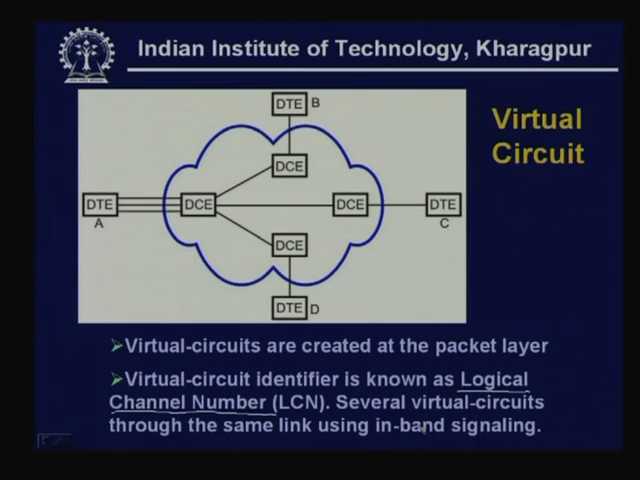 Indian Institute of Technology, Kharagpur
Virtual
Circuit
DTE B
DCE
DTE DCE DCE DTE
A C
DCE
DTE D
➢Virtual-circuits are created at the packet layer
➢Virtual-circuit identifier is known as Logical
Channel Number (LCN). Several virtual-circuits
through the same link using in-band signaling.